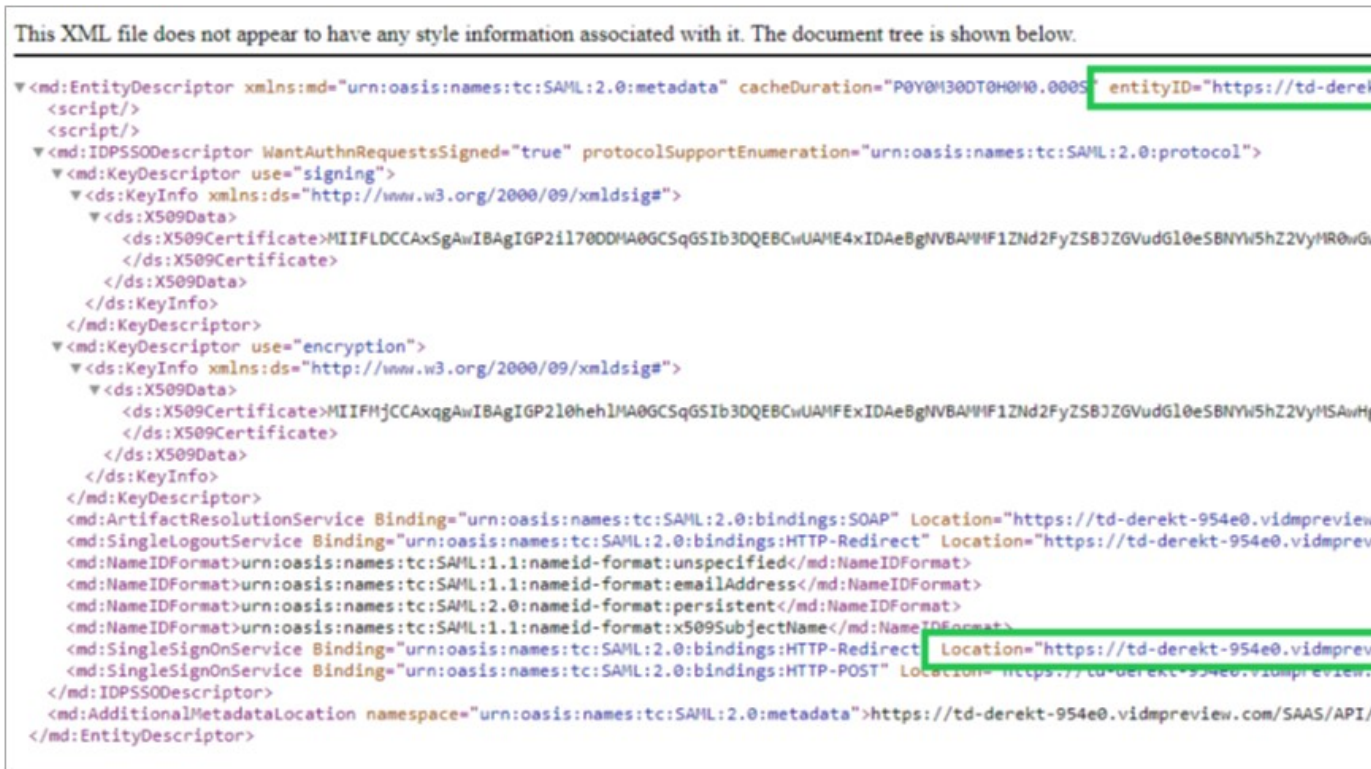 This XML file does not appear to have any style information associated with it. The document tree is shown below.
▼<md:EntityDescriptor xmlns:md="urn:oasis:names:tc:SAML:2.0:metadata" cacheDuration="P0Y0M30DT0H0M0.000S" entityID="https://td-derek
<script/>
<script/>
▼<md:IDPSSODescriptor WantAuthnRequestsSigned="true" protocolSupportEnumeration="urn:oasis:names:tc:SAML:2.0:protocol">
▼<md:KeyDescriptor use="signing">
▼<ds:KeyInfo xmlns:ds="http://www.w3.org/2000/09/xmldsig#">
▼<ds:X509Data>
<ds:X509Certificate>MIIFLDCCAxSgAwIBAgIGP2il70DDMA0GCSqGSIb3DQEBCwUAME4xIDAeBgNVBAMMF1ZNd2FyZSBJZGVudGl0eSBNYW5hZ2VyMR0wGw
</ds:X509Certificate>
</ds:X509Data>
</ds:KeyInfo>
</md:KeyDescriptor>
▼<md:KeyDescriptor use="encryption">
▼<ds:KeyInfo xmlns:ds="http://www.w3.org/2000/09/xmldsig#">
▼<ds:X509Data>
<ds:X509Certificate>MIIFMjCCAxqgAwIBAgIGP2l0hehlMA0GCSqGSIb3DQEBCwUAMFExIDAeBgNVBAMMF1ZNd2FyZSBJZGVudGl0eSBNYW5hZ2VyMSAwHg
</ds:X509Certificate>
</ds:X509Data>
</ds:KeyInfo>
</md:KeyDescriptor>
<md:ArtifactResolutionService Binding="urn:oasis:names:tc:SAML:2.0:bindings:SOAP" Location="https://td-derekt-954e0.vidmpreview
<md:SingleLogoutService Binding="urn:oasis:names:tc:SAML:2.0:bindings:HTTP-Redirect" Location="https://td-derekt-954e0.vidmprev
<md:NameIDFormat>urn:oasis:names:tc:SAML:1.1:nameid-format:unspecified</md:NameIDFormat>
<md:NameIDFormat>urn:oasis:names:tc:SAML:1.1:nameid-format:emailAddress</md:NameIDFormat>
<md:NameIDFormat>urn:oasis:names:tc:SAML:2.0:nameid-format:persistent</md:NameIDFormat>
<md:NameIDFormat>urn:oasis:names:tc:SAML:1.1:nameid-format:x509SubjectName</md:NameIDFormat>
<md:SingleSignOnService Binding="urn:oasis:names:tc:SAML:2.0:bindings:HTTP-Redirect Location="https://td-derekt-954e0.vidmprev
<md:SingleSignOnService Binding="urn:oasis:names:tc:SAML:2.0:bindings:HTTP-POST" Location="https://td-derekt-954e0.vidmpreview.
</md:IDPSSODescriptor>
<md:AdditionalMetadataLocation namespace="urn:oasis:names:tc:SAML:2.0:metadata">https://td-derekt-954e0.vidmpreview.com/SAAS/API/
</md:EntityDescriptor>